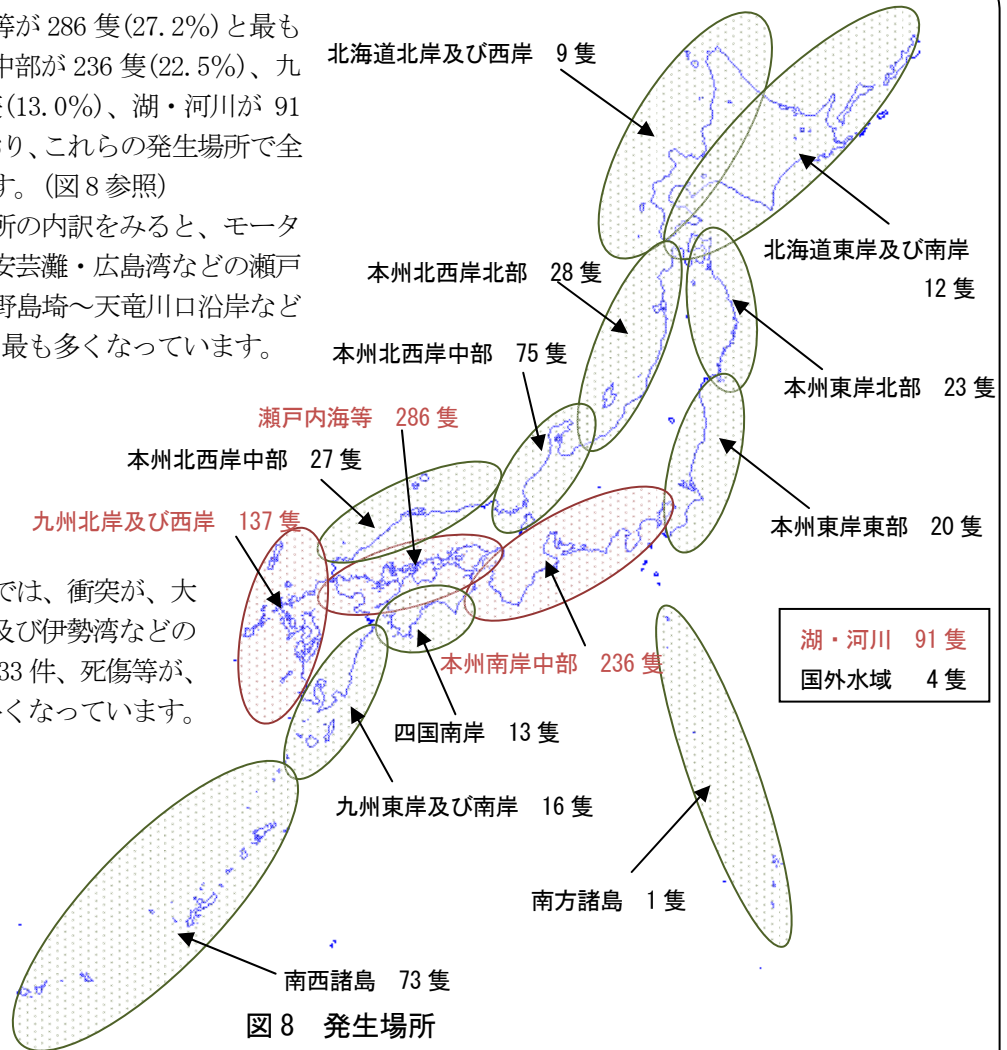 等が 286 隻(27.2%) と最も
中部が 236 隻(22.5%)、九
(13.0%)、湖・河川が 91
り、これらの発生場所で全
す。(図 8 参照)
所の内訳をみると、モータ
安芸灘・広島湾などの瀬戸
野島埼～天竜川口沿岸など
最も多くなっています。
では、衝突が、大
及び伊勢湾などの
33 件、死傷等が、
くなっています。
北海道北岸及び西岸 9 隻
北海道東岸及び南岸
12 隻
本州北西岸北部 28 隻
本州東岸北部 23 隻
本州北西岸中部 75 隻
瀬戸内海等 286 隻
本州北西岸中部 27 隻
九州北岸及び西岸 137 隻
本州東岸東部 20 隻
湖・河川 91 隻
国外水域 4 隻
本州南岸中部 236 隻
四国南岸 13 隻
九州東岸及び南岸 16 隻
南方諸島 1 隻
南西諸島 73 隻
図 8 発生場所